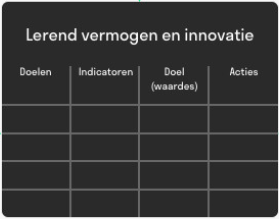 Lerend vermogen en innovatie
Doelen Indicatoren Doel Acties
(waardes)